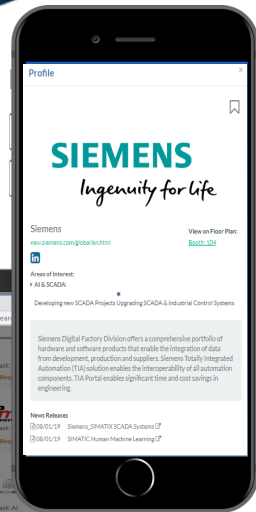 Profile
×
SIEMENS
Ingenuity for life
Siemens
View on Floor Plan:
new.siemens.com/global/en.html
Booth: 104
in
Areas of Interest:
AI & SCADA:
Developing new SCADA Projects Upgrading SCADA & Industrial Control Systems
Siemens Digital Factory Division offers a comprehensive portfolio of
hardware and software products that enable the integration of data
from development, production and suppliers. Siemens Totally Integrated
Automation (TIA) solution enables the interoperability of all automation
components. TIA Portal enables significant time and cost savings in
engineering.
News Releases
08/01/19 Siemens_SIMATIX SCADA Systems
08/01/19 SIMATIC Human Machine Learning